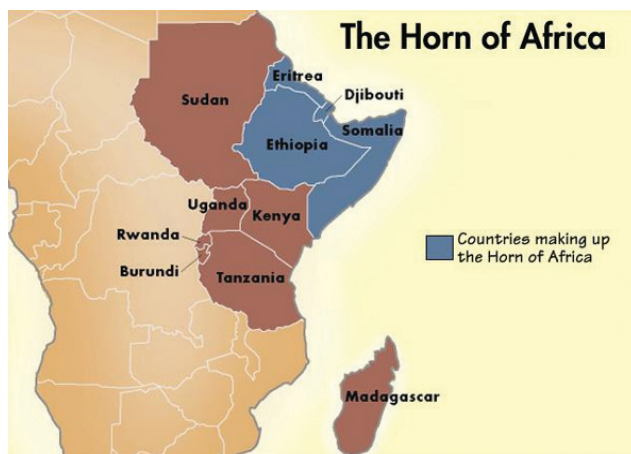 The Horn of Africa
Eritrea
Djibouti
Sudan
Somalia
Ethiopia
Uganda
Kenya
Rwanda
Burundi
Tanzania
Countries making up
the Horn of Africa
Madagascar